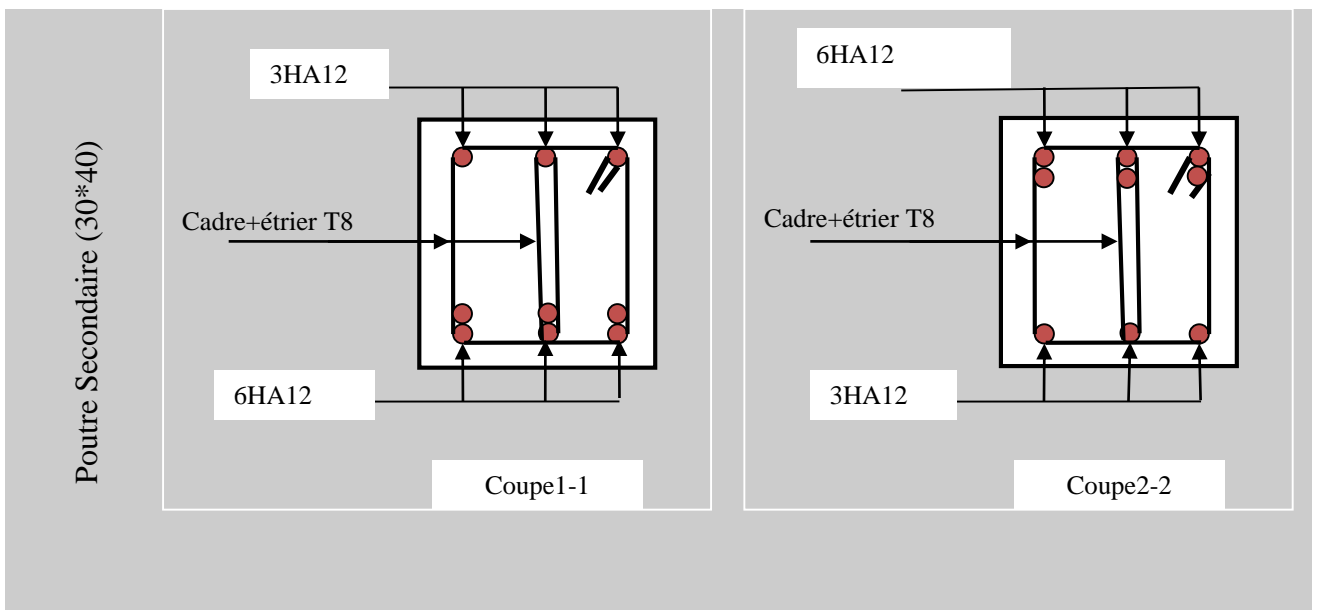 Poutre Secondaire (30*40)
3HA12
Cadre+étrier T8
6HA12
Coupe1-1
6HA12
Cadre+étrier T8
3HA12
Coupe2-2